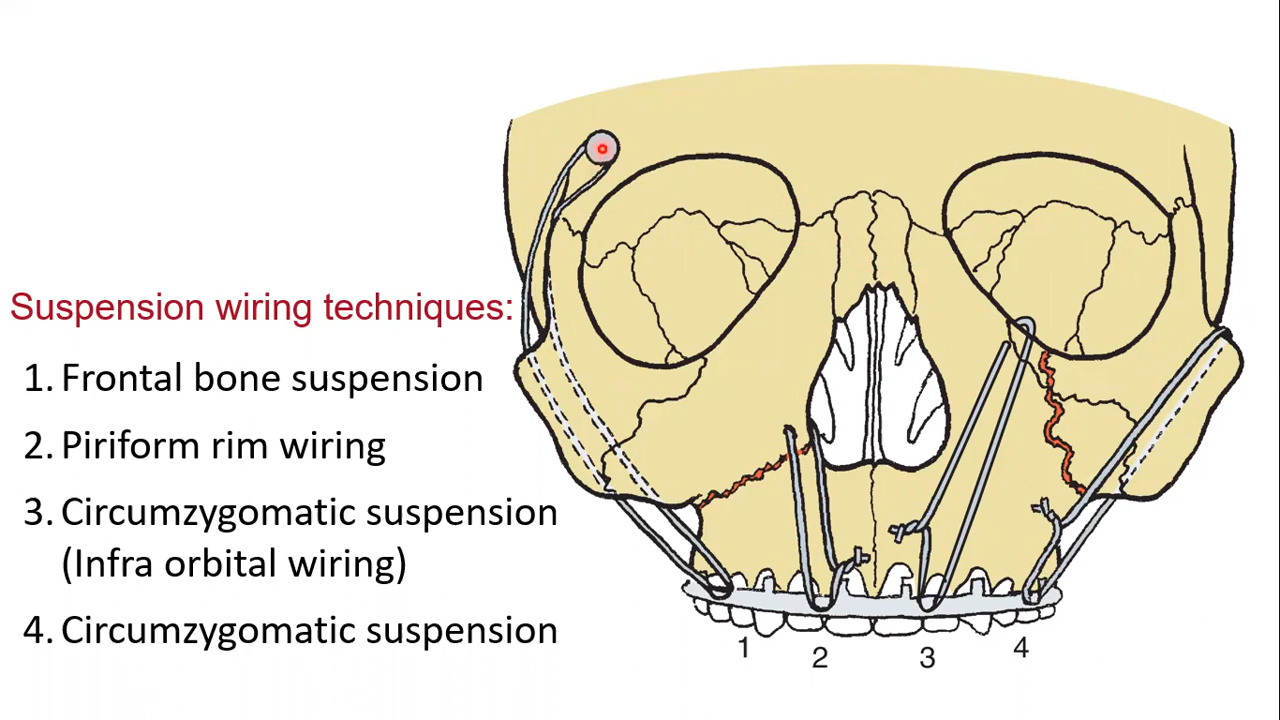 Suspension wiring techniques:
1. Frontal bone suspension
2. Piriform rim wiring
3. Circumzygomatic suspension
(Infra orbital wiring)
4. Circumzygomatic suspension
1
2
3
4